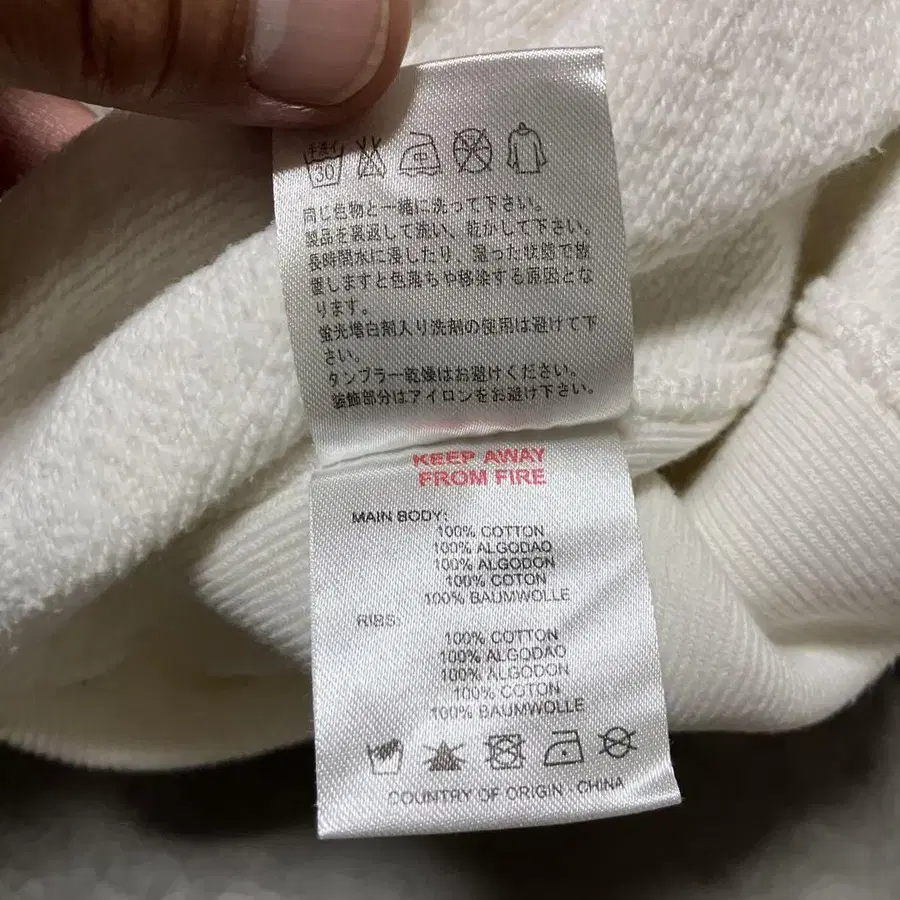 手洗イ
30
同じ色物と一緒に洗って下さい。
製品を裏返して洗い、乾かして下さい。
長時間水に浸したり、湿った状態で放
置しますと色落ちや移染する原因とな
ります。
蛍光増白剤入り洗剤の使用は避けて下
さい。
タンブラー乾燥はお避けください。
装飾部分はアイロンをお避け下さい。
KEEP AWAY
FROM FIRE
MAIN BODY:
100% COTTON
100% ALGODAO
100% ALGODON
100% COTON
100% BAUMWOLLE
RIBS:
100% COTTON
100% ALGODAO
100% ALGODON
100% COTON
100% BAUMWOLLE
COUNTRY OF ORIGIN : CHINA